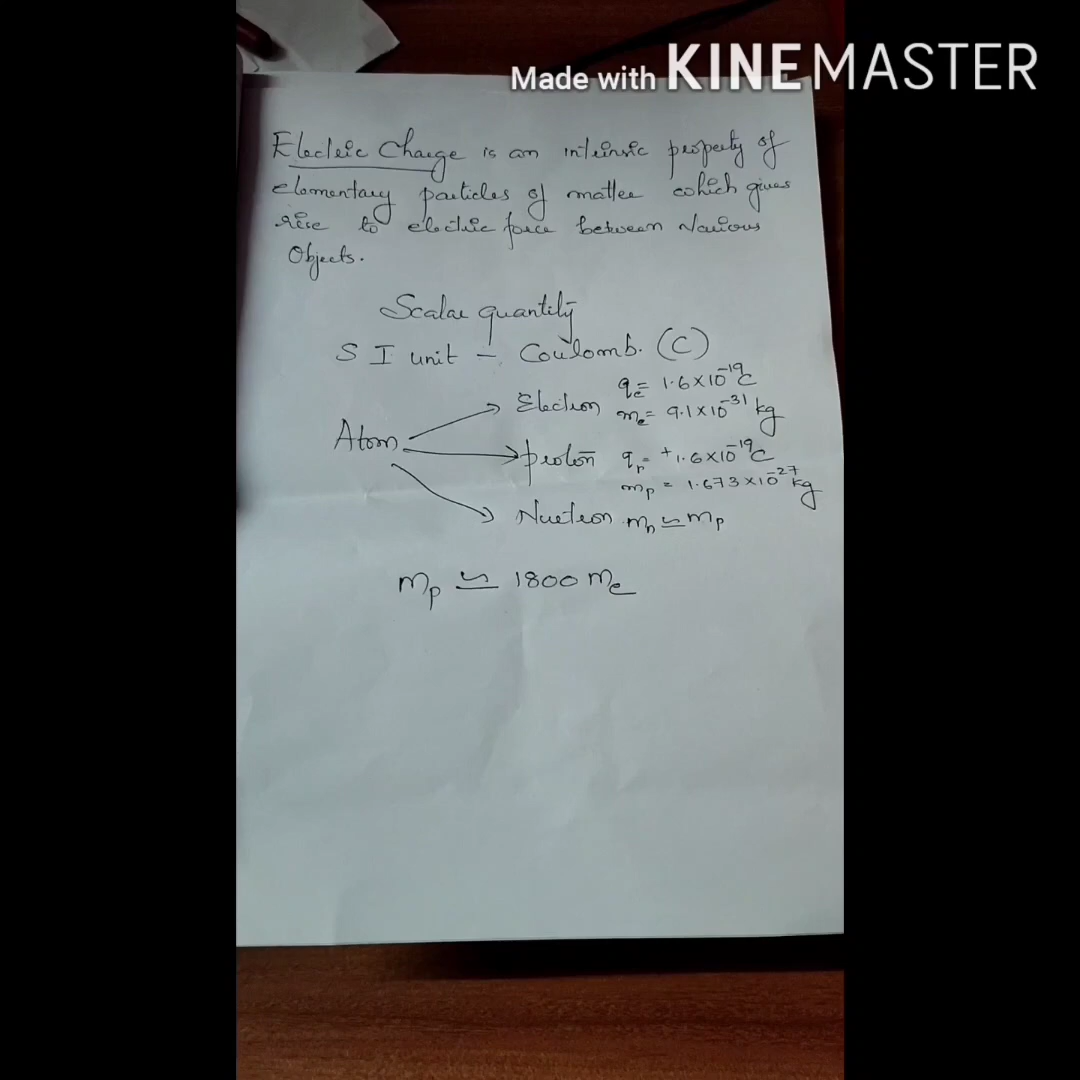 Made with KINEMASTER
Electric Charge is an intrinsic property of
elementary particles of matter which gives
rise to electric force between various
Objects.
Scalar quantity
S I unit - Coulomb. (C)
Atom
Electron qe = 1.6×10⁻¹⁹C
me = 9.1×10⁻³¹ kg
proton qp = +1.6×10⁻¹⁹C
mp = 1.673×10⁻²⁷ kg
Nuetron mn ≃ mp
mp ≃ 1800 me